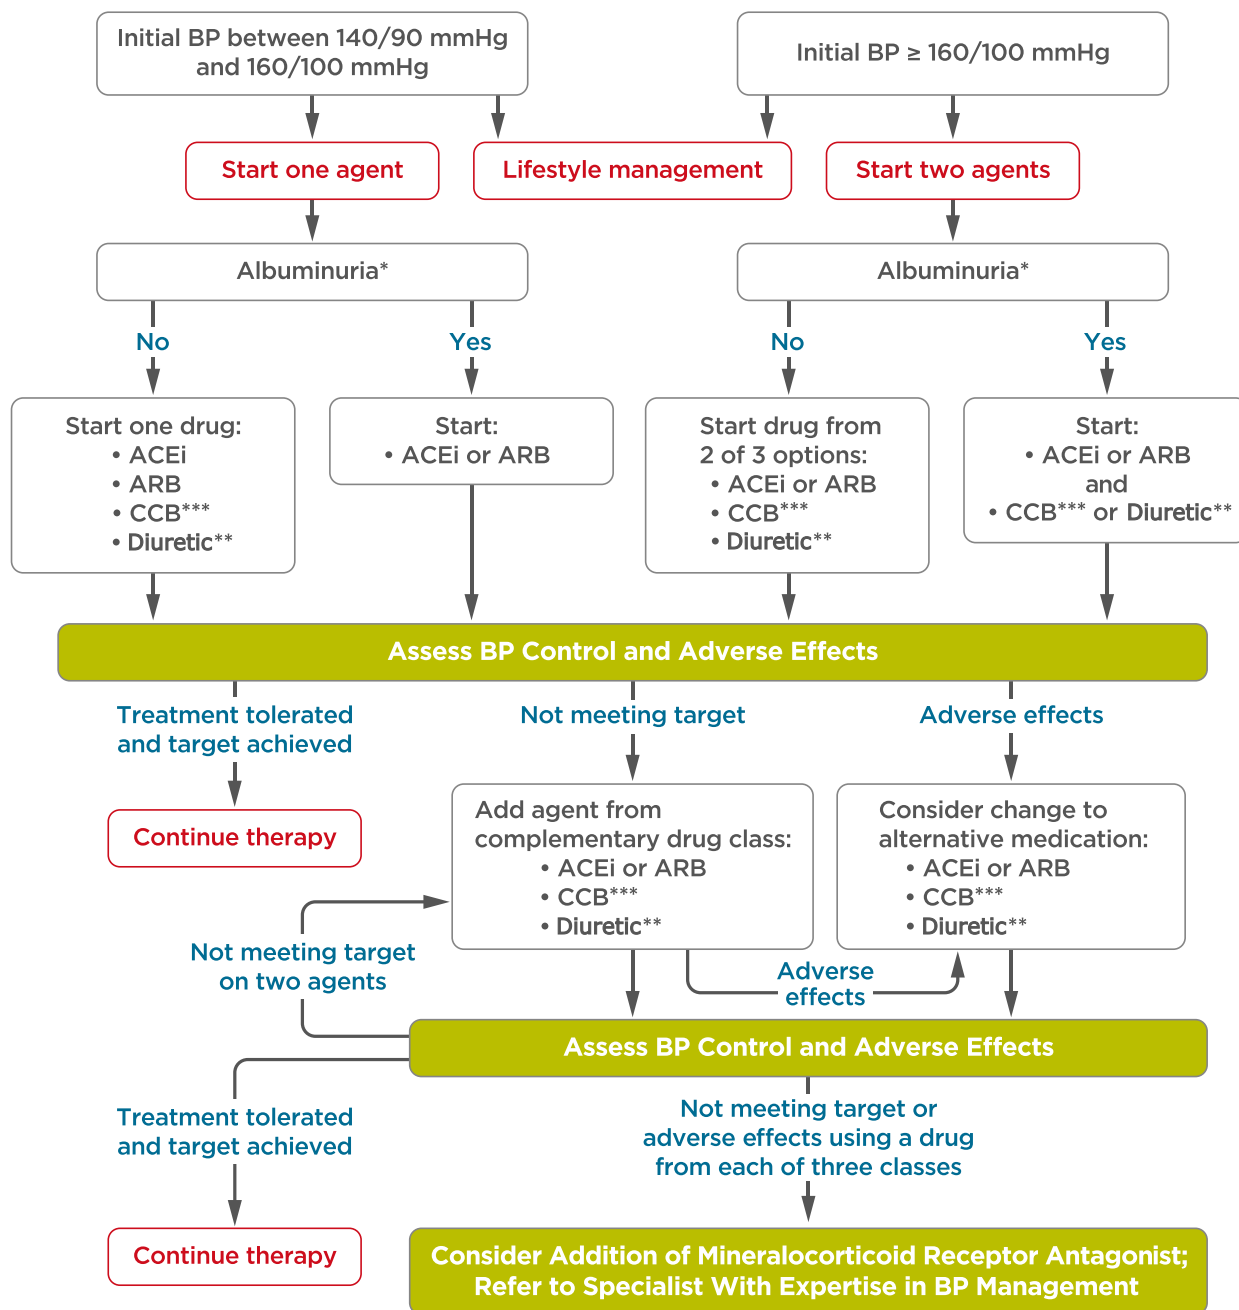 Initial BP between 140/90 mmHg
and 160/100 mmHg
Initial BP ≥ 160/100 mmHg
Start one agent
Lifestyle management
Start two agents
Albuminuria*
Albuminuria*
No
Yes
No
Yes
Start one drug:
• ACEi
• ARB
• CCB***
• Diuretic**
Start:
• ACEi or ARB
Start drug from
2 of 3 options:
• ACEi or ARB
• CCB***
• Diuretic**
Start:
• ACEi or ARB
and
• CCB*** or Diuretic**
Assess BP Control and Adverse Effects
Treatment tolerated
and target achieved
Not meeting target
Adverse effects
Continue therapy
Add agent from
complementary drug class:
• ACEi or ARB
• CCB***
• Diuretic**
Consider change to
alternative medication:
• ACEi or ARB
• CCB***
• Diuretic**
Not meeting target
on two agents
Adverse
effects
Assess BP Control and Adverse Effects
Treatment tolerated
and target achieved
Not meeting target or
adverse effects using a drug
from each of three classes
Continue therapy
Consider Addition of Mineralocorticoid Receptor Antagonist;
Refer to Specialist With Expertise in BP Management